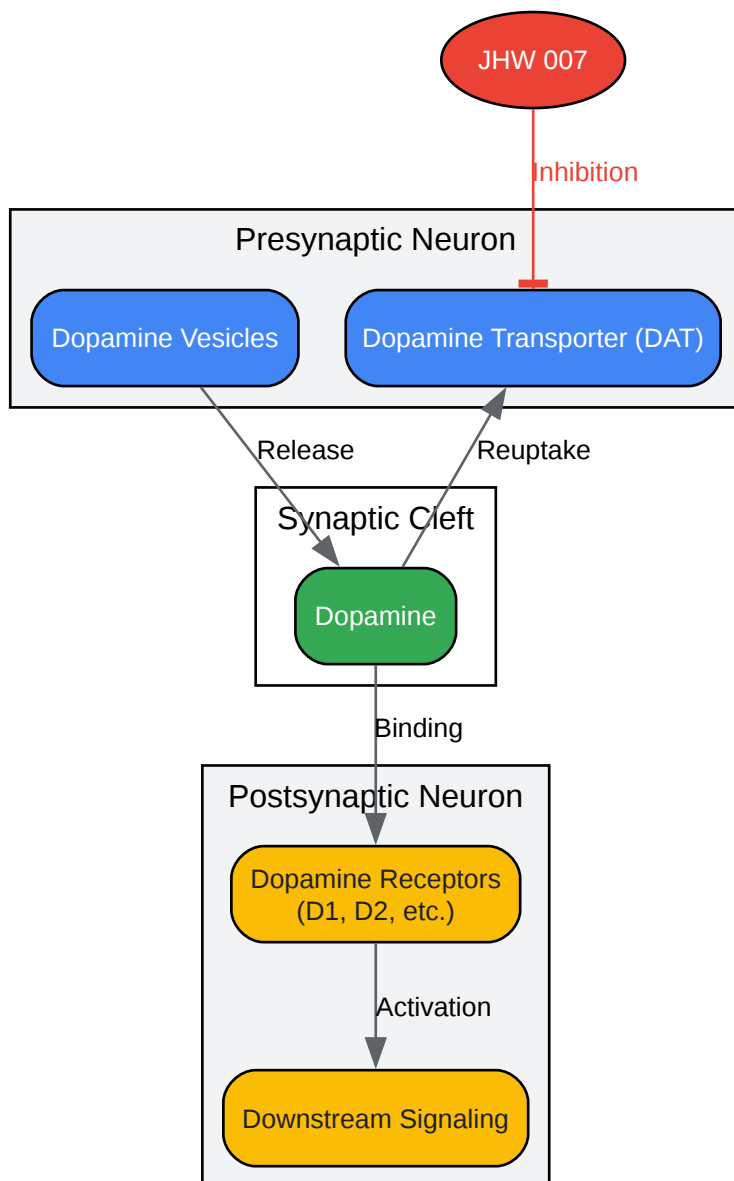 JHW 007
Inhibition
Presynaptic Neuron
Dopamine Vesicles
Dopamine Transporter (DAT)
Release
Reuptake
Synaptic Cleft
Dopamine
Binding
Postsynaptic Neuron
Dopamine Receptors
(D1, D2, etc.)
Activation
Downstream Signaling